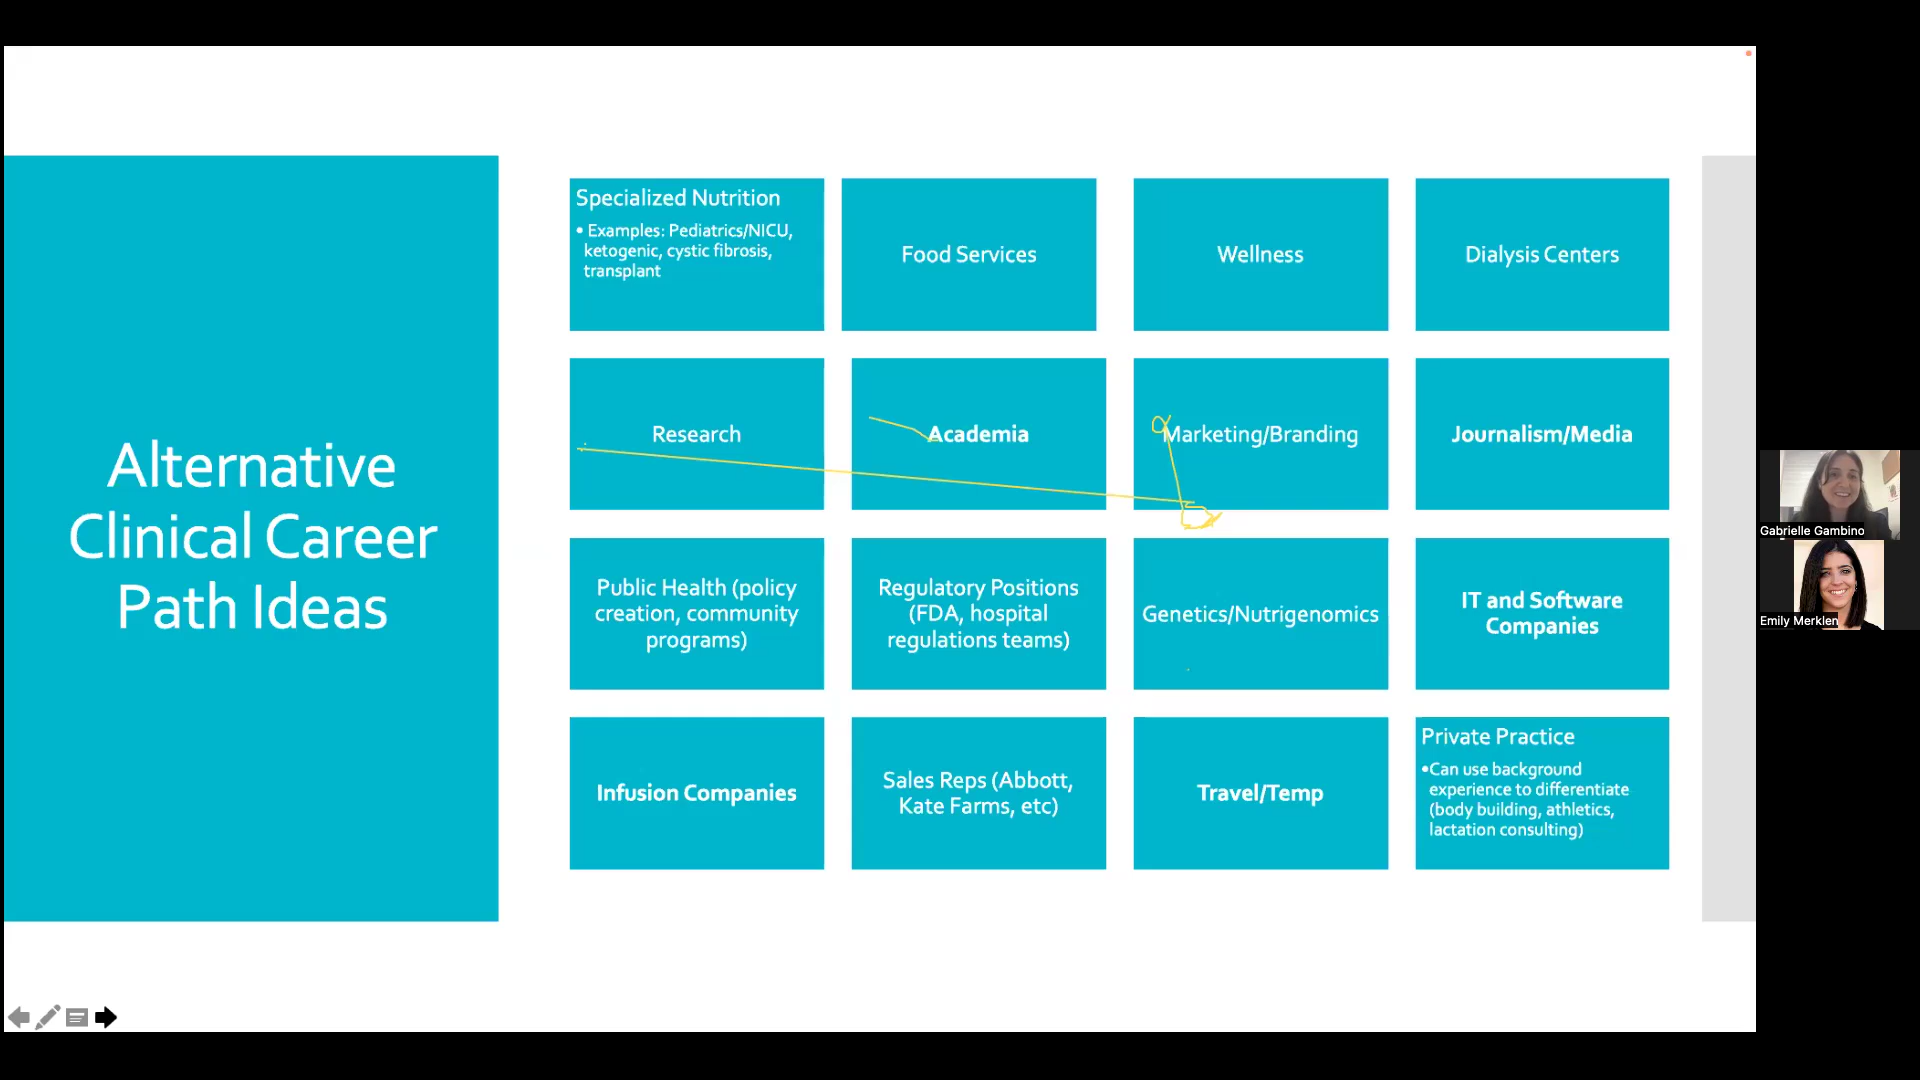 Alternative
Clinical Career
Path Ideas
Specialized Nutrition
• Examples: Pediatrics/NICU,
ketogenic, cystic fibrosis,
transplant
Food Services
Wellness
Dialysis Centers
Research
Academia
Marketing/Branding
Journalism/Media
Public Health (policy
creation, community
programs)
Regulatory Positions
(FDA, hospital
regulations teams)
Genetics/Nutrigenomics
IT and Software
Companies
Infusion Companies
Sales Reps (Abbott,
Kate Farms, etc)
Travel/Temp
Private Practice
•Can use background
experience to differentiate
(body building, athletics,
lactation consulting)
Gabrielle Gambino
Emily Merklen